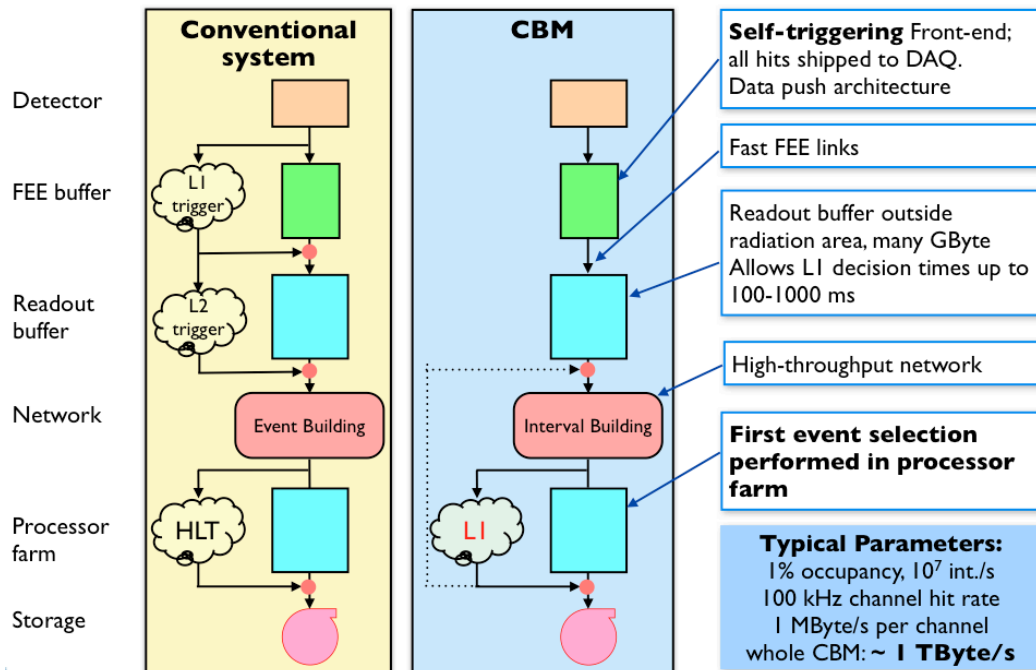 Conventional
system
CBM
Detector
FEE buffer
Readout
buffer
Network
Processor
farm
Storage
L1
trigger
L2
trigger
Event Building
HLT
Interval Building
L1
Self-triggering Front-end;
all hits shipped to DAQ.
Data push architecture
Fast FEE links
Readout buffer outside
radiation area, many GByte
Allows L1 decision times up to
100-1000 ms
High-throughput network
First event selection
performed in processor
farm
Typical Parameters:
1% occupancy, 10⁷ int./s
100 kHz channel hit rate
1 MByte/s per channel
whole CBM: ~ 1 TByte/s